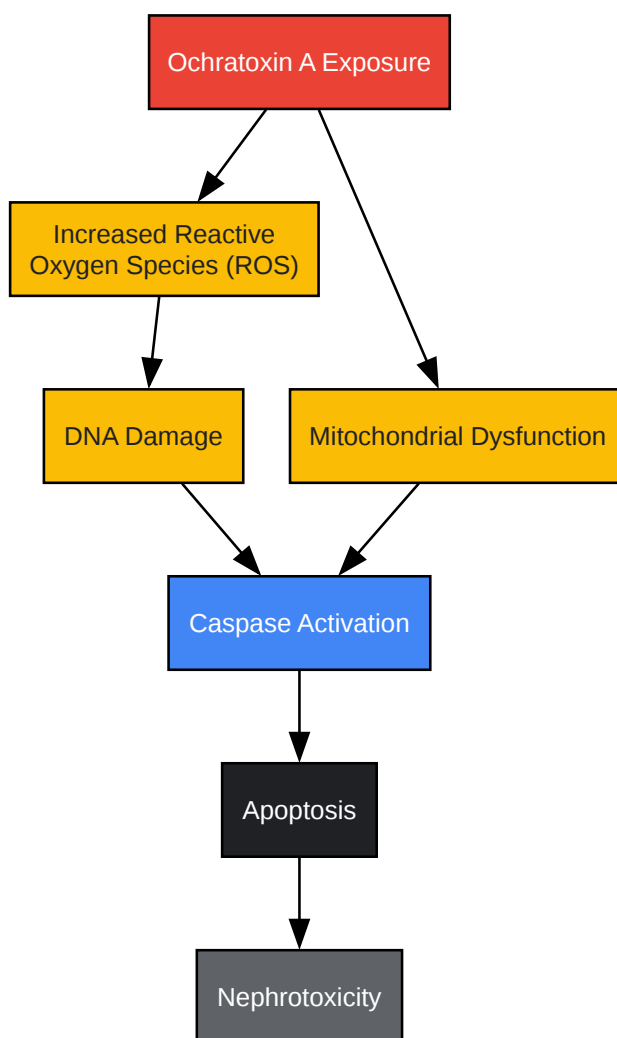 Ochratoxin A Exposure
Increased Reactive
Oxygen Species (ROS)
DNA Damage
Mitochondrial Dysfunction
Caspase Activation
Apoptosis
Nephrotoxicity